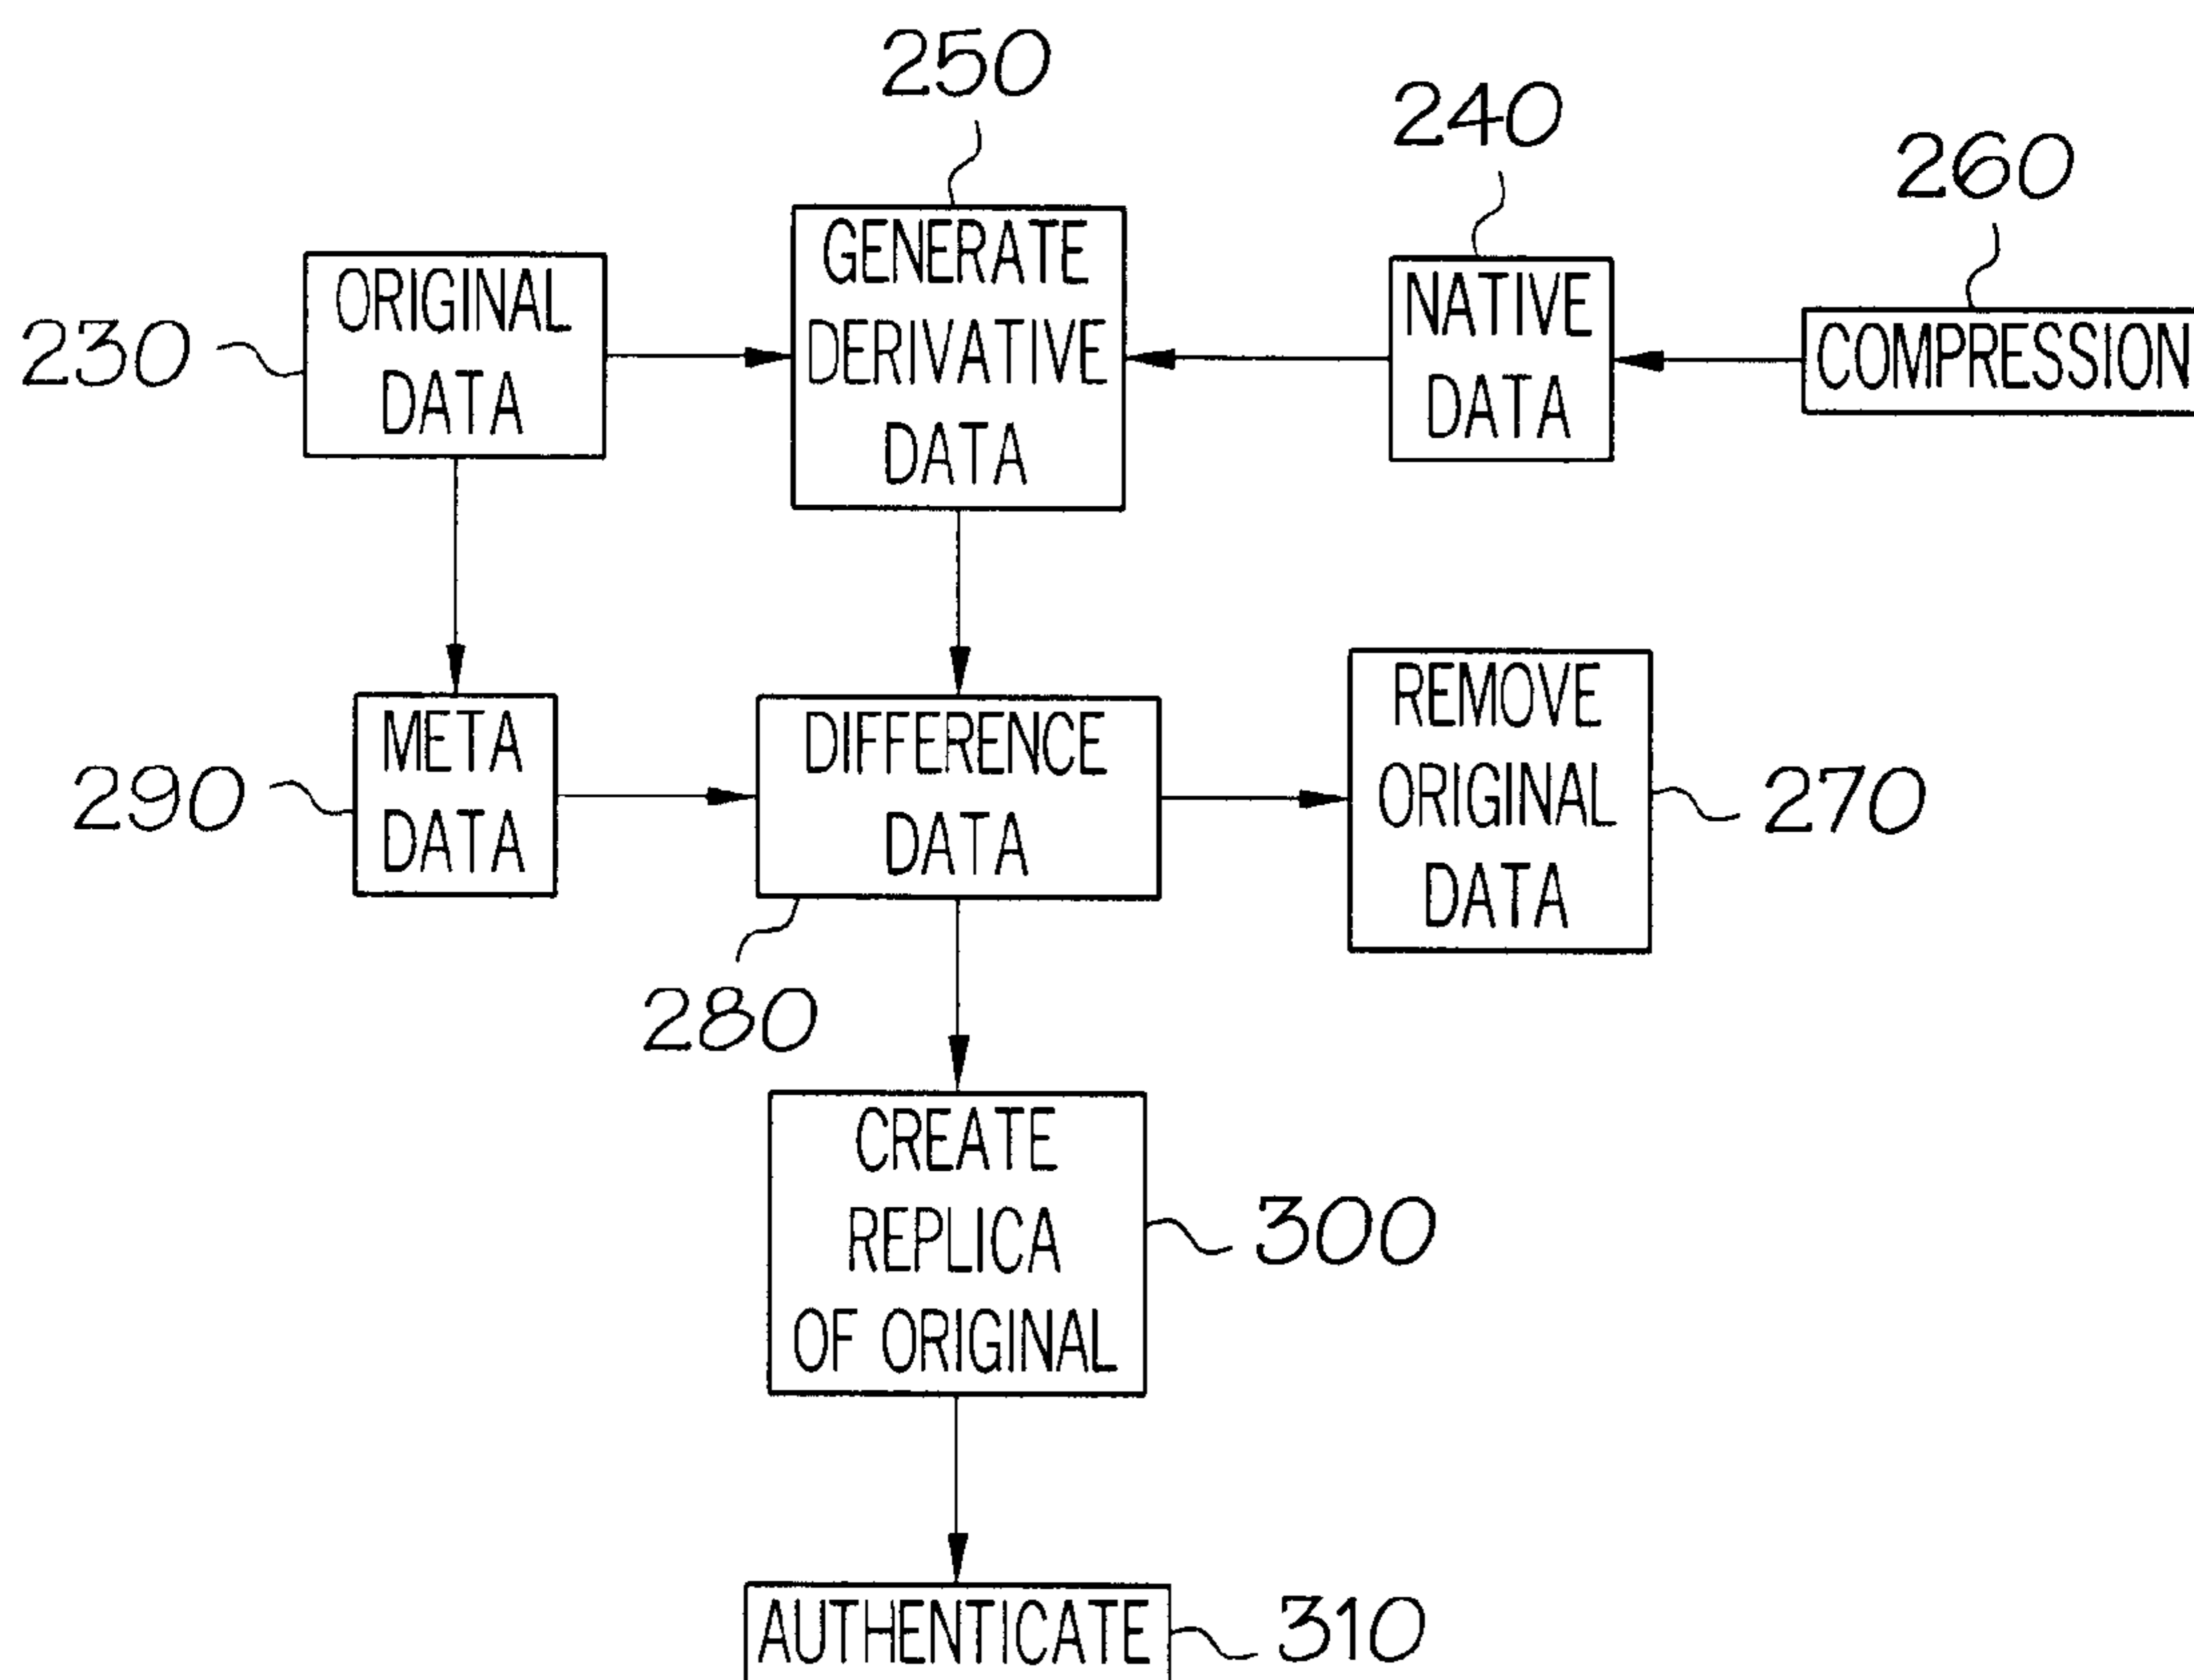 250
240
260
GENERATE
DERIVATIVE
DATA
ORIGINAL
DATA
NATIVE
DATA
COMPRESSION
230
META
DATA
DIFFERENCE
DATA
REMOVE
ORIGINAL
DATA
290
270
280
CREATE
REPLICA
OF ORIGINAL
300
AUTHENTICATE
310